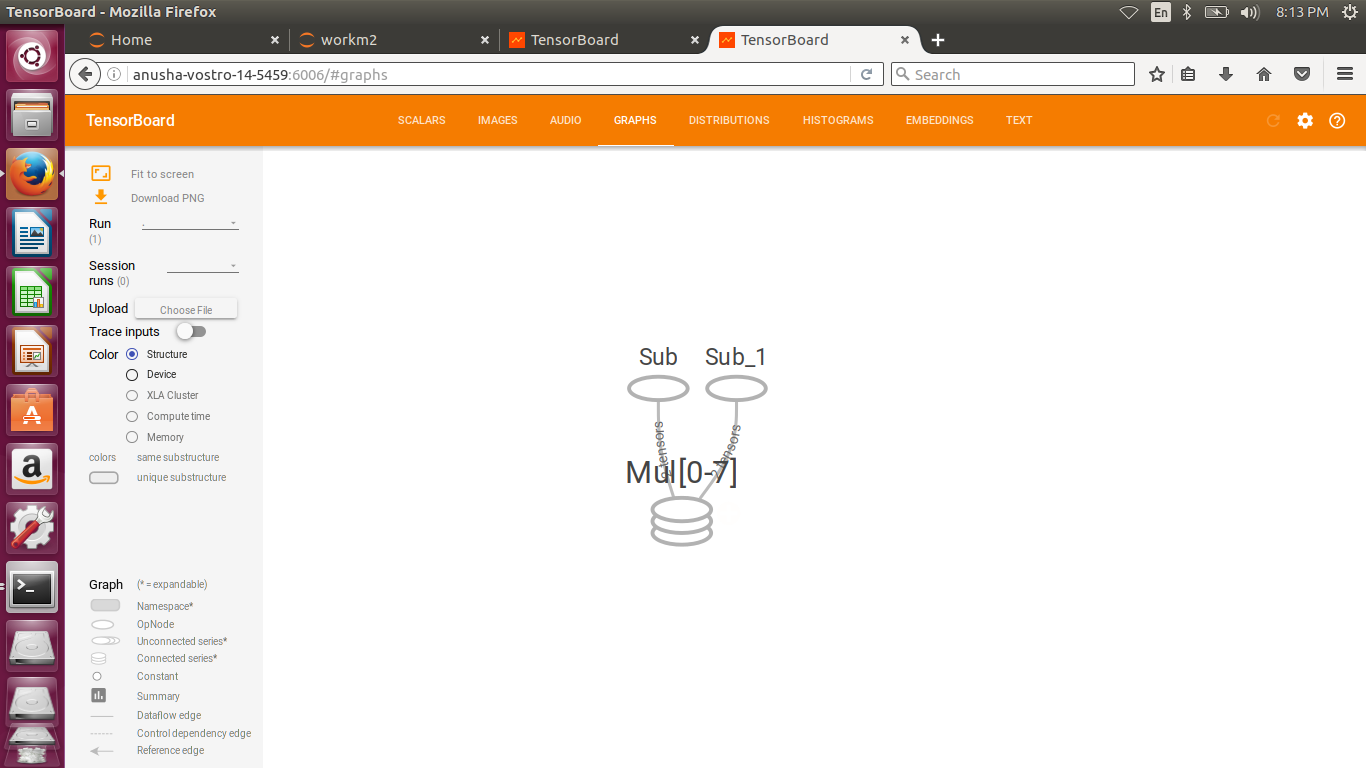 TensorBoard - Mozilla Firefox
En
8:13 PM
Home
workm2
TensorBoard
TensorBoard
anusha-vostro-14-5459:6006/#graphs
Search
TensorBoard
SCALARS
IMAGES
AUDIO
GRAPHS
DISTRIBUTIONS
HISTOGRAMS
EMBEDDINGS
TEXT
Fit to screen
Download PNG
Run
(1)
.
Session
runs (0)
Upload
Choose File
Trace inputs
Color
Structure
Device
XLA Cluster
Compute time
Memory
colors
same substructure
unique substructure
Graph
(* = expandable)
Namespace*
OpNode
Unconnected series*
Connected series*
Constant
Summary
Dataflow edge
Control dependency edge
Reference edge
Sub
Sub_1
tensors
2 tensors
Mul[0-7]